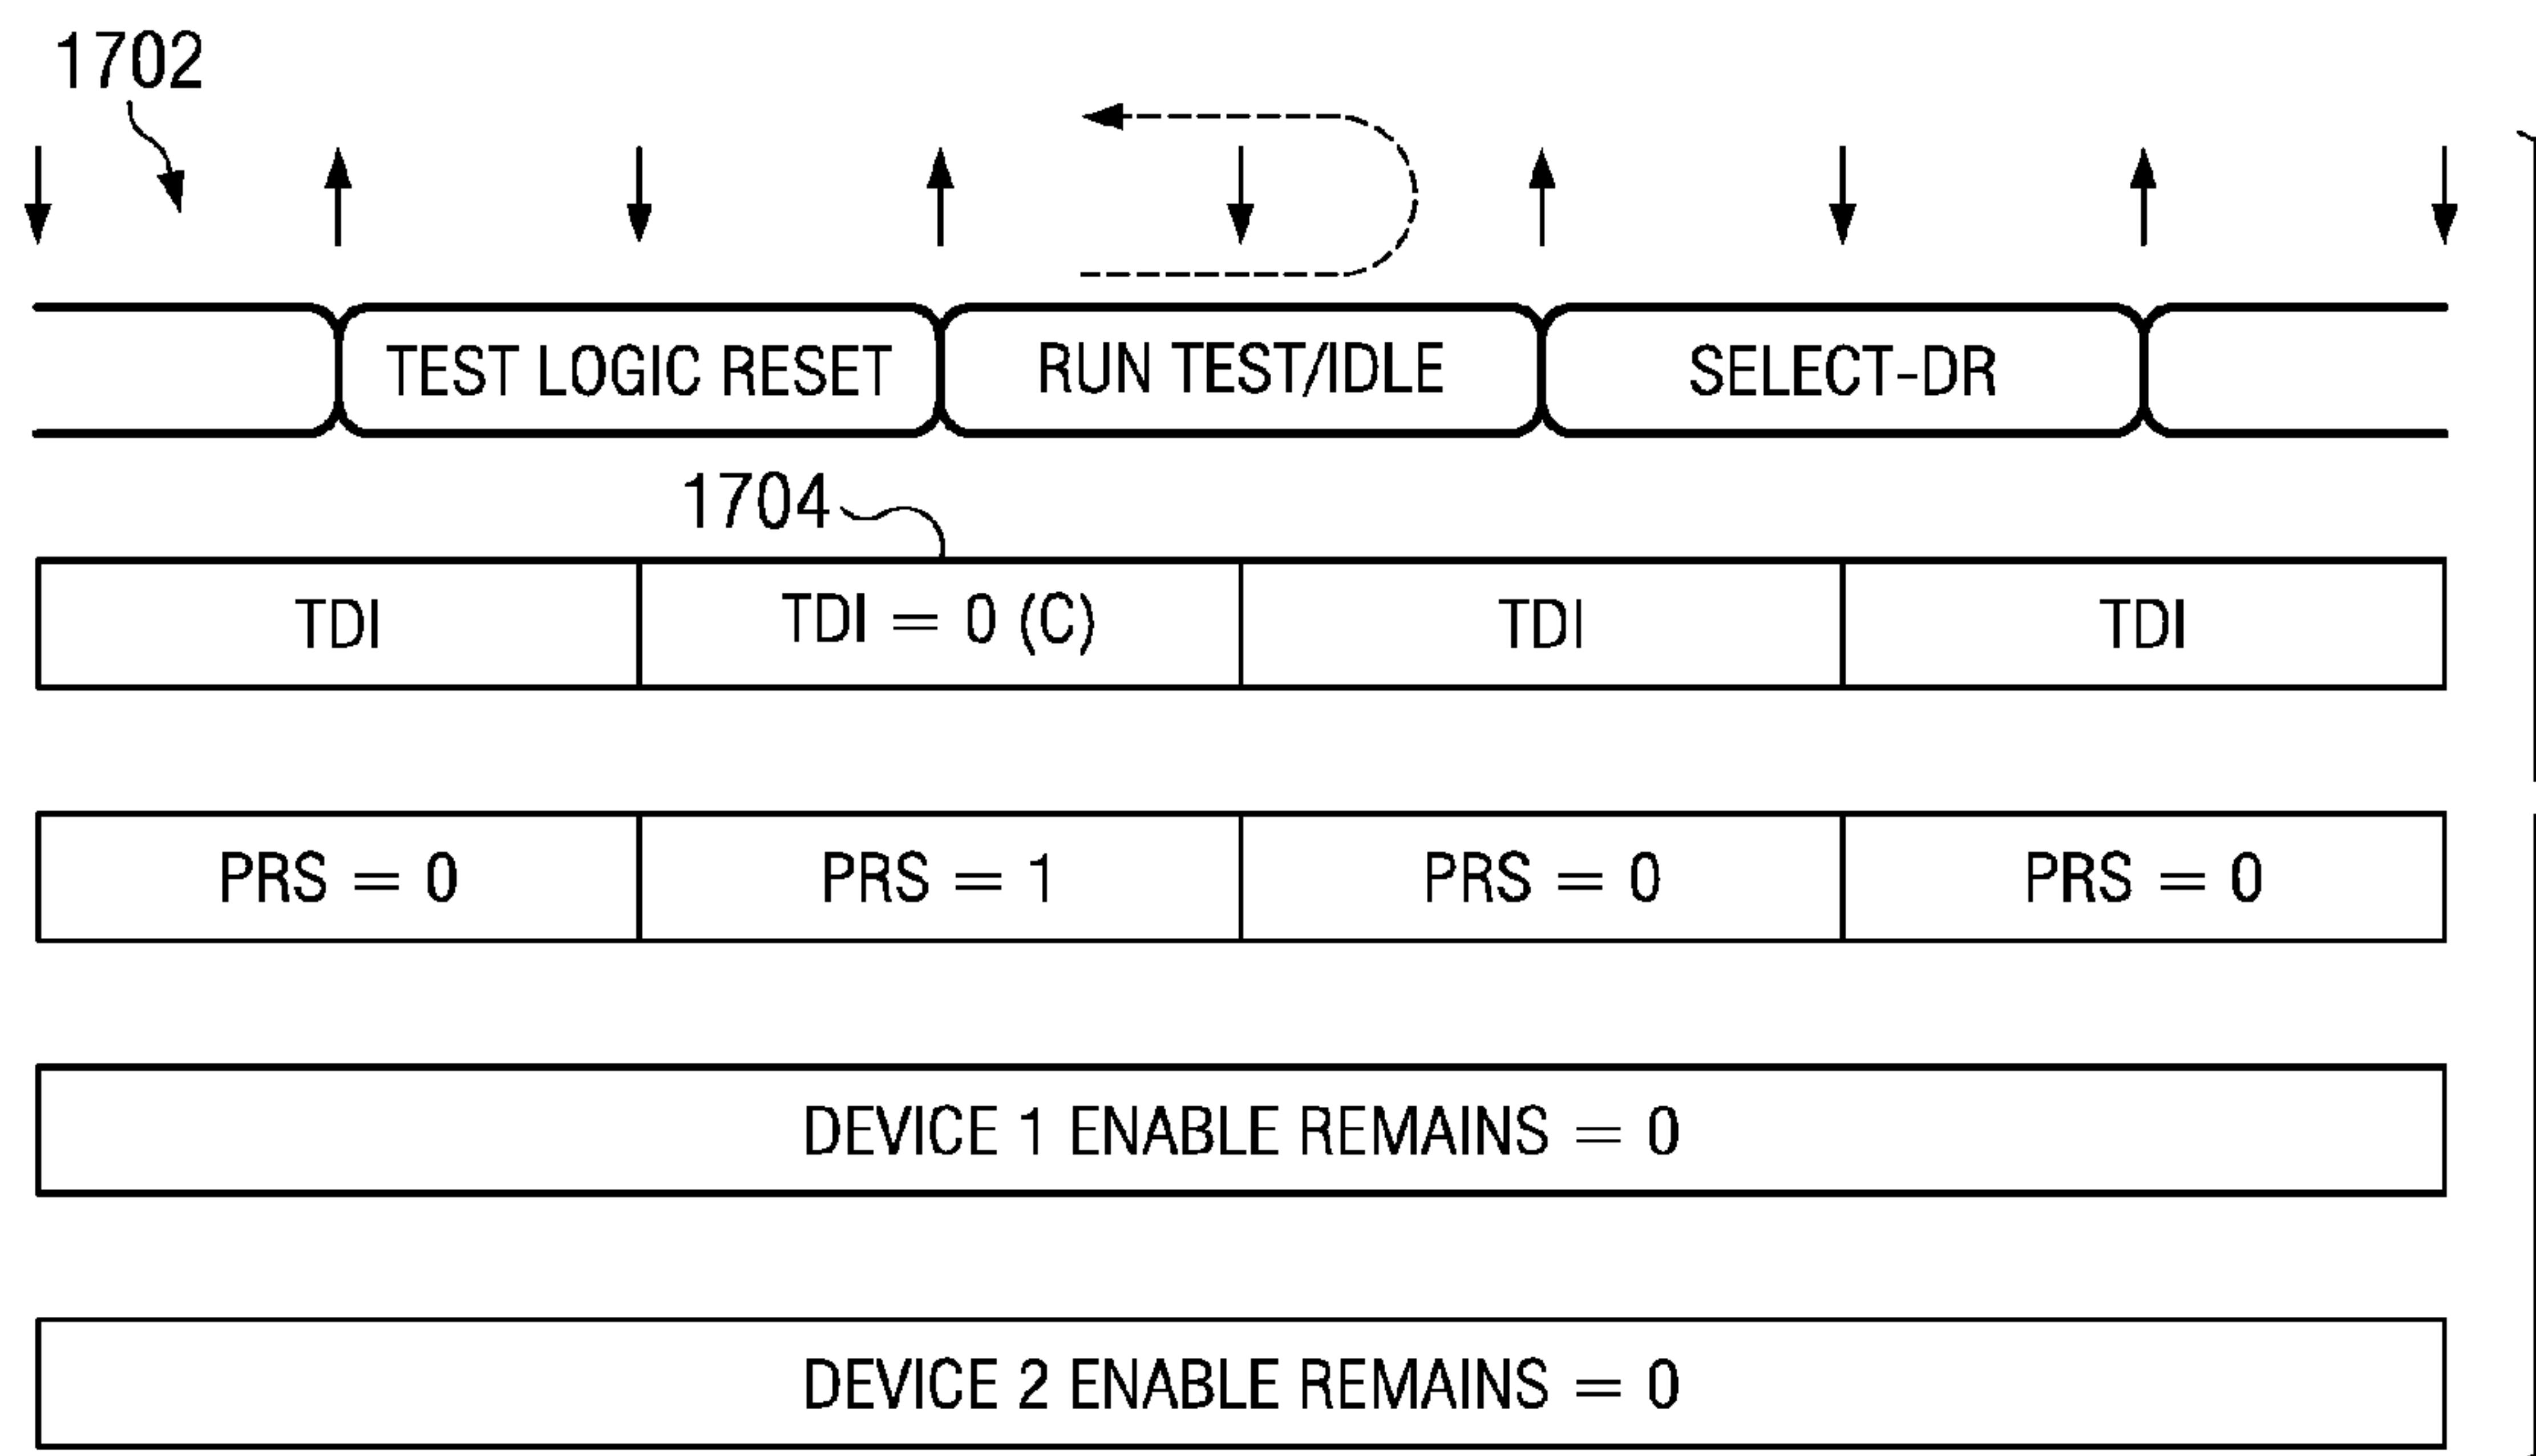 1702
TEST LOGIC RESET RUN TEST/IDLE SELECT-DR
1704
TDI TDI = 0 (C) TDI TDI
PRS = 0 PRS = 1 PRS = 0 PRS = 0
DEVICE 1 ENABLE REMAINS = 0
DEVICE 2 ENABLE REMAINS = 0